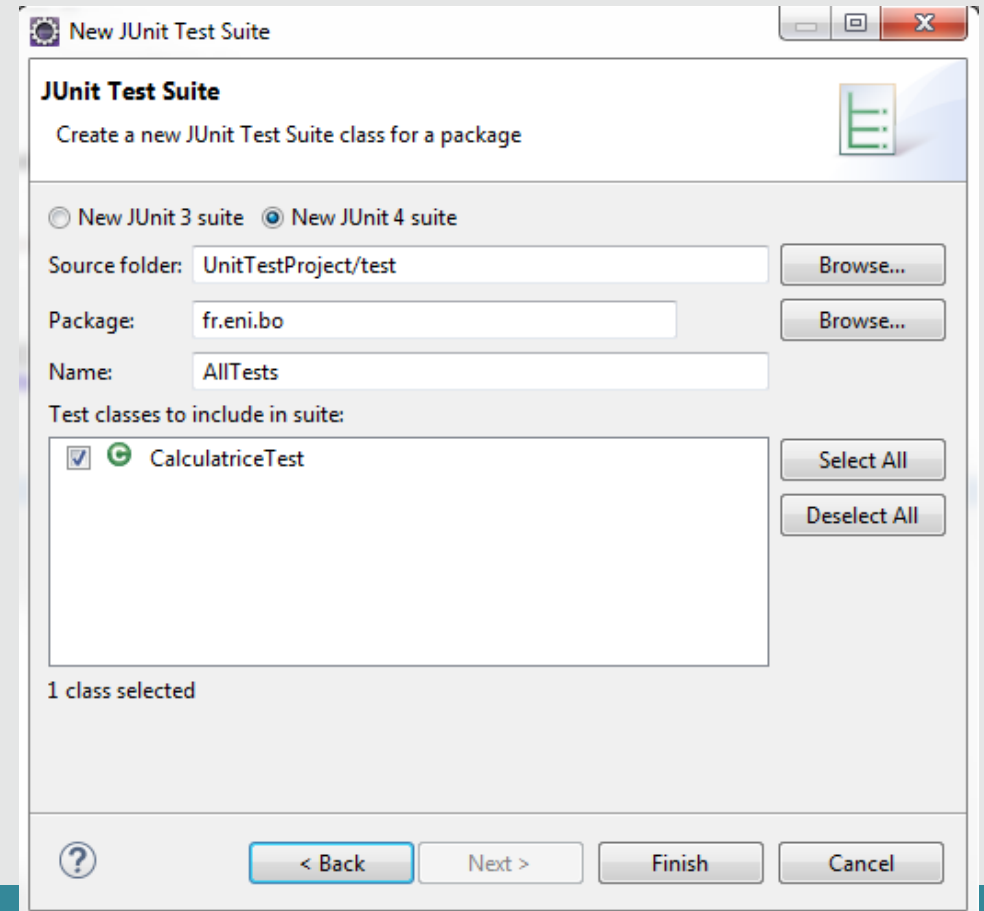 New JUnit Test Suite
JUnit Test Suite
Create a new JUnit Test Suite class for a package
New JUnit 3 suite New JUnit 4 suite
Source folder: UnitTestProject/test Browse...
Package: fr.eni.bo Browse...
Name: AllTests
Test classes to include in suite:
CalculatriceTest Select All
Deselect All
1 class selected
< Back Next > Finish Cancel